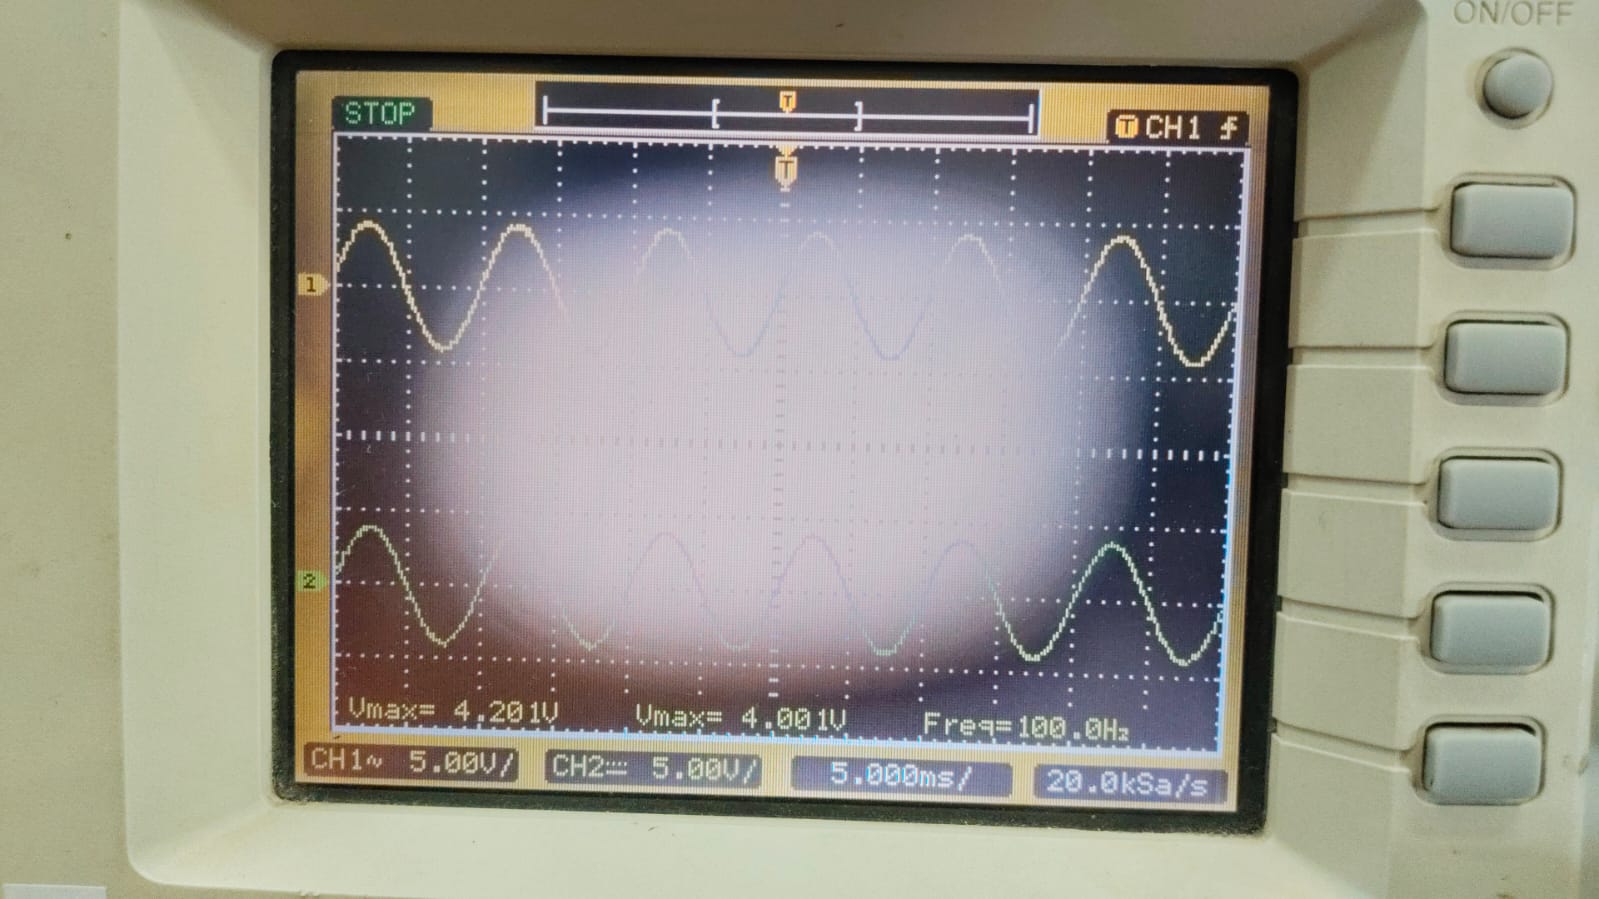 ON/OFF
STOP
T
T CH1
T
1
2
Vmax= 4.201V Vmax= 4.001V Freq=100.0Hz
CH1~ 5.00V/ CH2 5.00V/ 5.000ms/ 20.0kSa/s